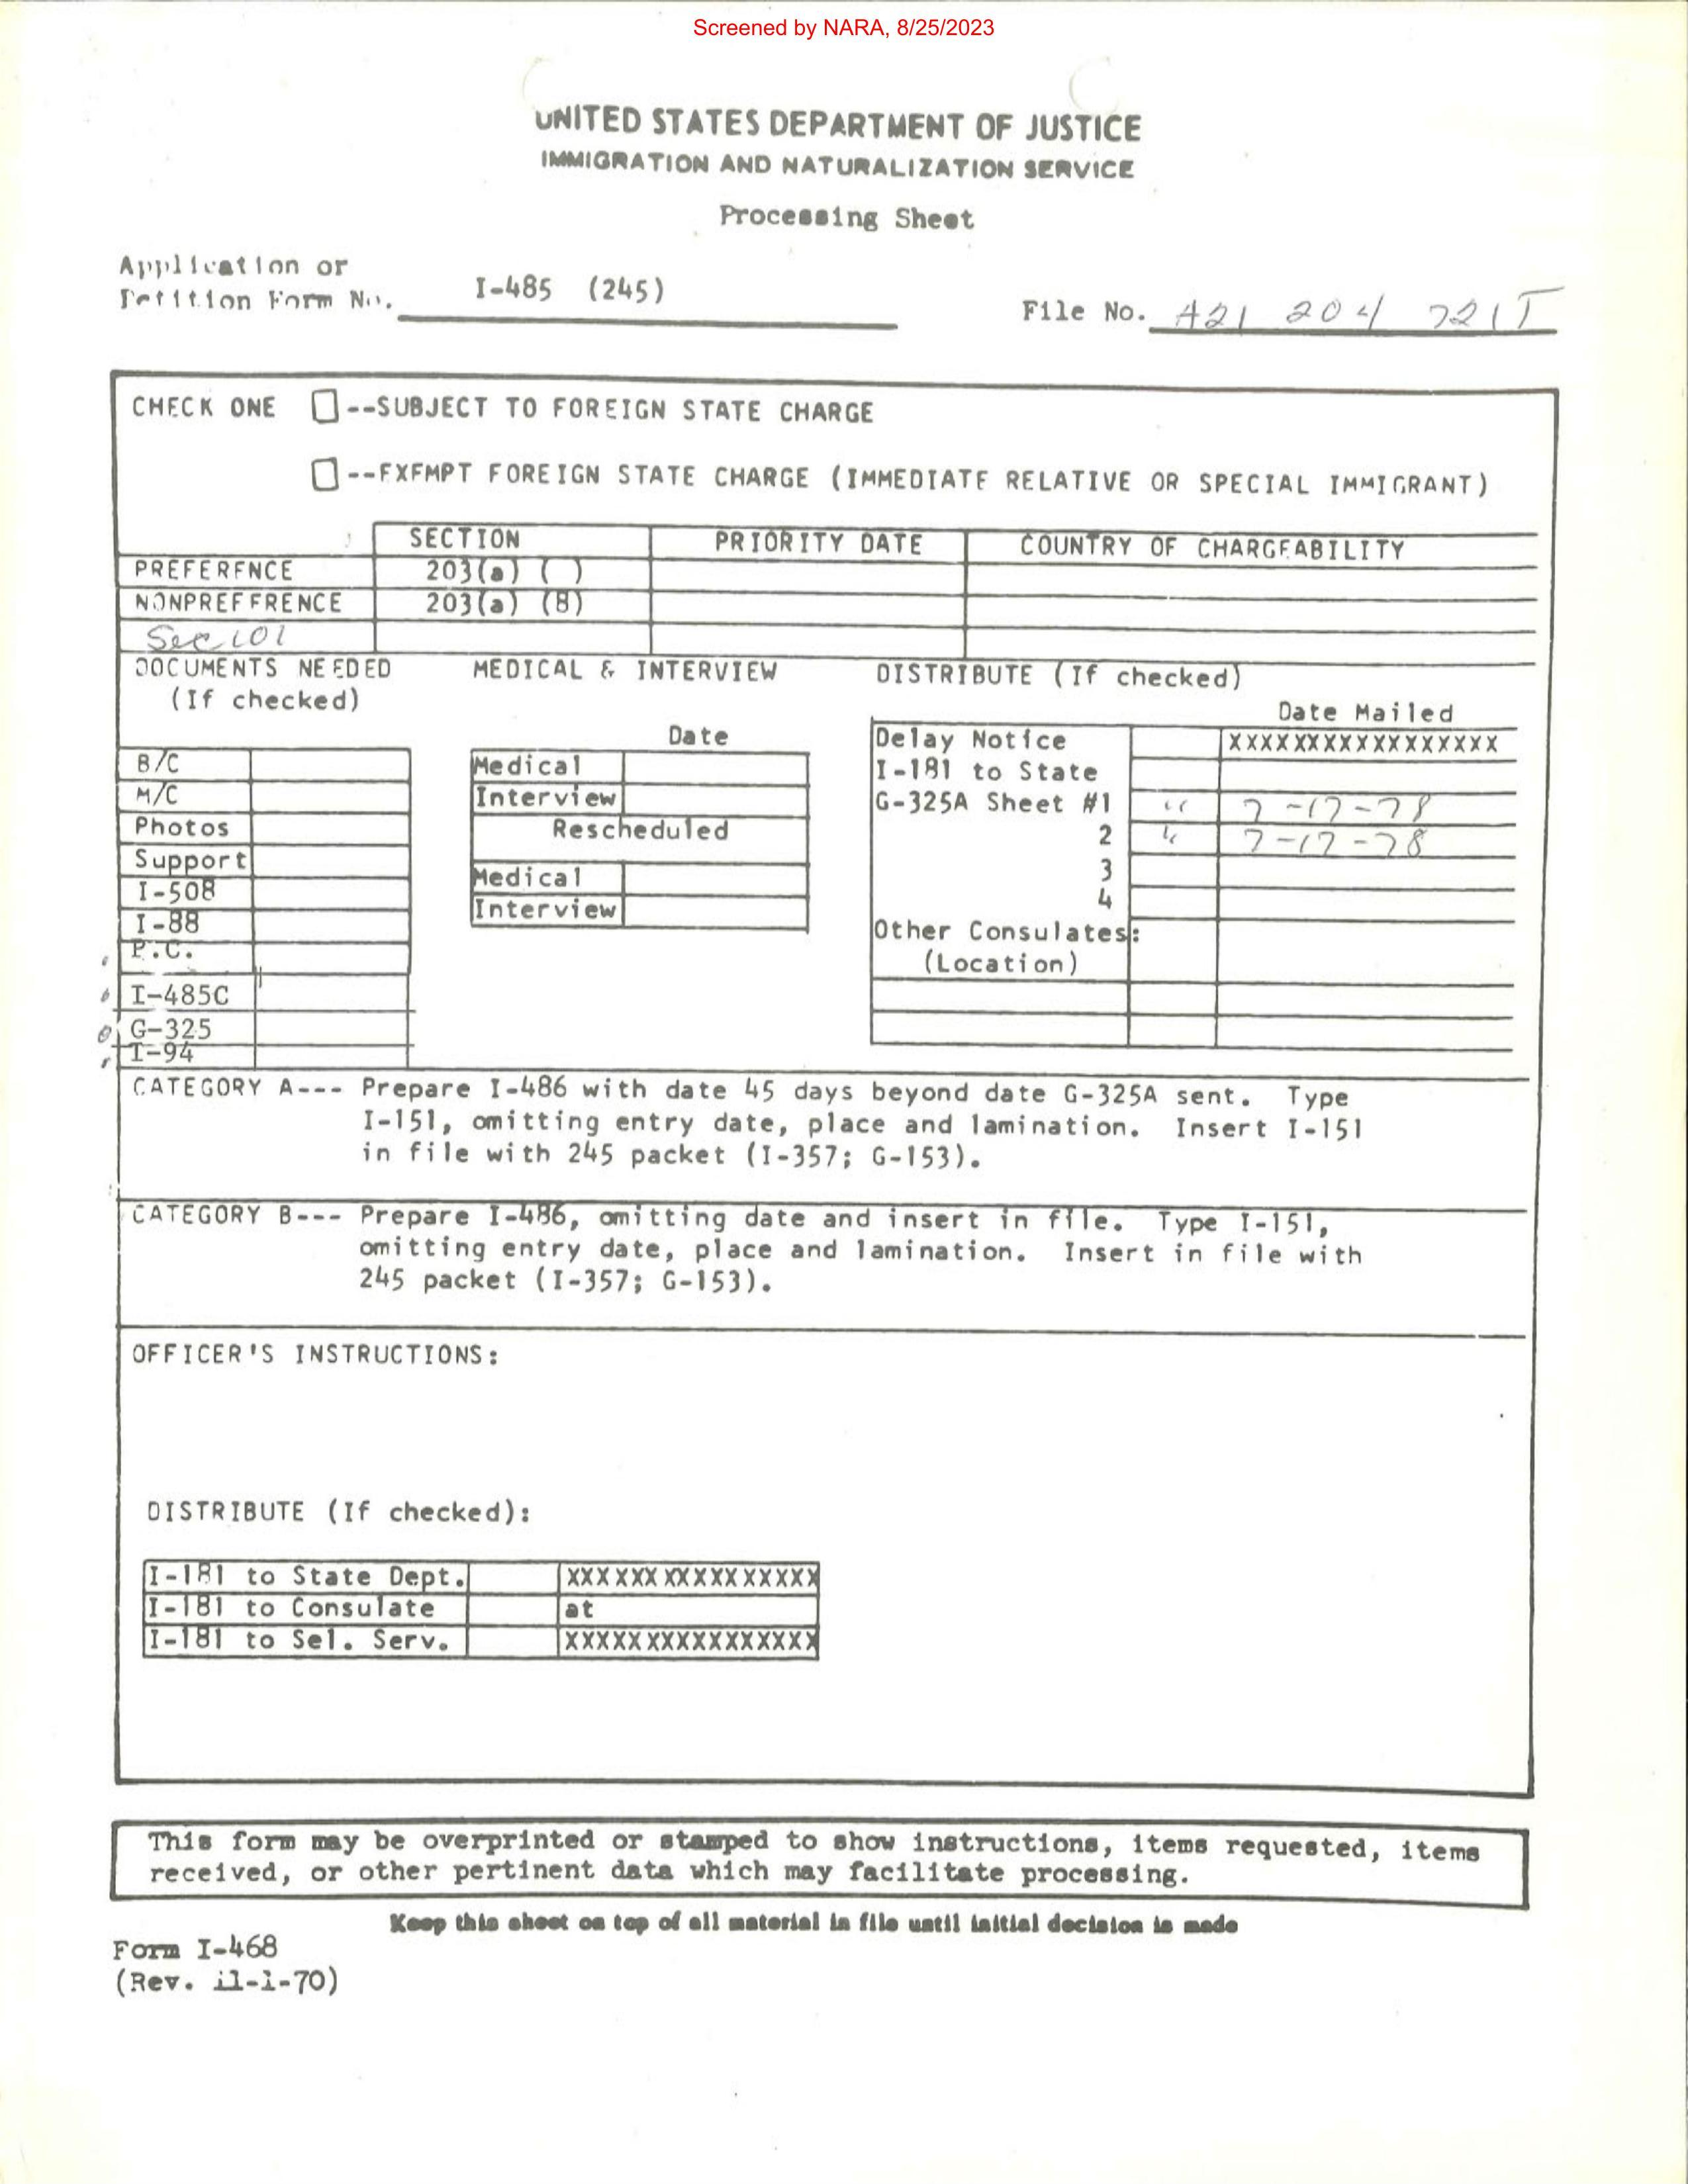 Screened by NARA, 8/25/2023
UNITED STATES DEPARTMENT OF JUSTICE
IMMIGRATION AND NATURALIZATION SERVICE
Processing Sheet
Application or
Petition Form No. I-485 (245)
File No. A21 204 721T
CHECK ONE --SUBJECT TO FOREIGN STATE CHARGE
--EXEMPT FOREIGN STATE CHARGE (IMMEDIATE RELATIVE OR SPECIAL IMMIGRANT)
SECTION PRIORITY DATE COUNTRY OF CHARGEABILITY
PREFERENCE 203(a) ( )
NONPREFERENCE 203(a) (8)
Sec 101
DOCUMENTS NEEDED MEDICAL & INTERVIEW DISTRIBUTE (If checked)
(If checked)
Date Mailed
Date
Delay Notice XXXXXXXXXXXXXXXXX
B/C
Medical
I-181 to State
M/C
Interview
G-325A Sheet #1 " 7-17-78
Photos
Rescheduled
2 " 7-17-78
Support
3
I-508
Medical
4
I-88
Interview
Other Consulates:
P.C.
(Location)
I-485C
G-325
I-94
CATEGORY A--- Prepare I-486 with date 45 days beyond date G-325A sent. Type
I-151, omitting entry date, place and lamination. Insert I-151
in file with 245 packet (I-357; G-153).
CATEGORY B--- Prepare I-486, omitting date and insert in file. Type I-151,
omitting entry date, place and lamination. Insert in file with
245 packet (I-357; G-153).
OFFICER'S INSTRUCTIONS:
DISTRIBUTE (If checked):
I-181 to State Dept. XXXXXXXXXXXXXXXX
I-181 to Consulate at
I-181 to Sel. Serv. XXXXXXXXXXXXXXXX
This form may be overprinted or stamped to show instructions, items requested, items
received, or other pertinent data which may facilitate processing.
Keep this sheet on top of all material in file until initial decision is made
Form I-468
(Rev. 11-1-70)